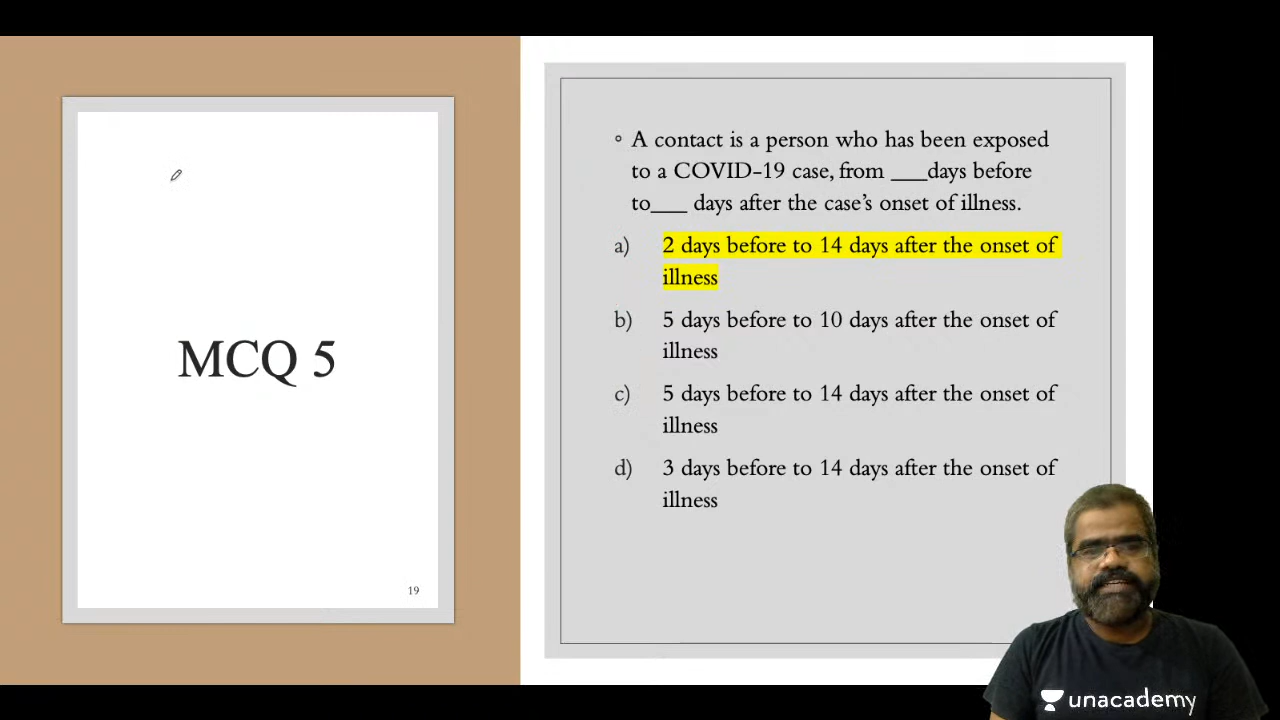 MCQ 5
19
◦ A contact is a person who has been exposed
to a COVID-19 case, from ___days before
to___ days after the case's onset of illness.
a) 2 days before to 14 days after the onset of
illness
b) 5 days before to 10 days after the onset of
illness
c) 5 days before to 14 days after the onset of
illness
d) 3 days before to 14 days after the onset of
illness
unacademy